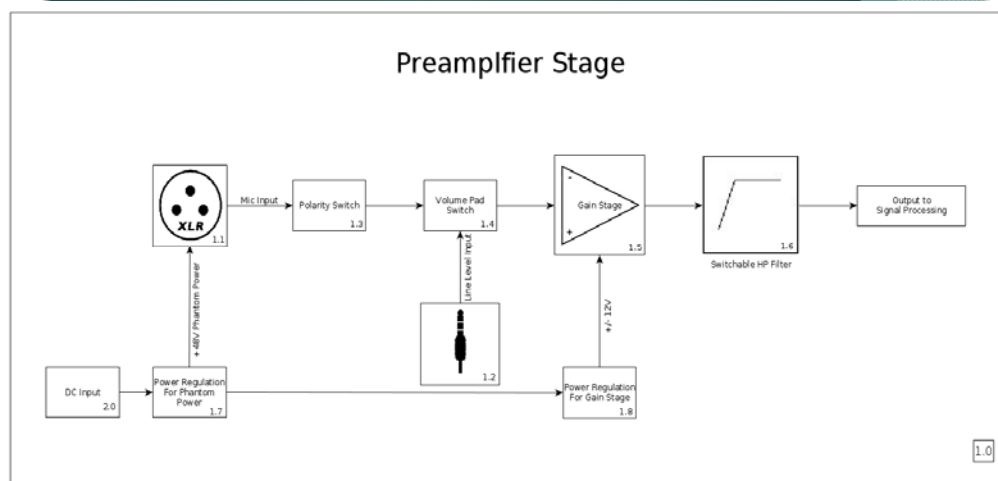 Preamplfier Stage
XLR
1.1
Mic Input
Polarity Switch
1.3
Volume Pad
Switch
1.4
Gain Stage
-
+
1.5
1.6
Switchable HP Filter
Output to
Signal Processing
+48V Phantom Power
Line Level Input
1.2
+/- 12V
DC Input
2.0
Power Regulation
For Phantom
Power
1.7
Power Regulation
For Gain Stage
1.8
1.0